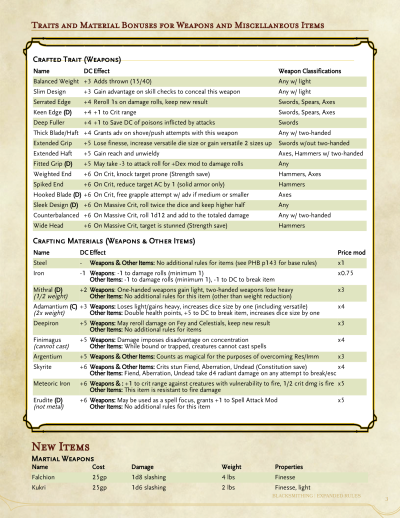 Traits and Material Bonuses for Weapons and Miscellaneous Items
Crafted Trait (Weapons)
Name DC Effect Weapon Classifications
Balanced Weight +3 Adds thrown (15/40) Any w/ light
Slim Design +3 Gain advantage on skill checks to conceal this weapon Any w/ light
Serrated Edge +4 Reroll 1s on damage rolls, keep new result Swords, Spears, Axes
Keen Edge (D) +4 +1 to Crit range Swords, Spears, Axes
Deep Fuller +4 +1 to Save DC of poisons inflicted by attacks Swords
Thick Blade/Haft +4 Grants adv on shove/push attempts with this weapon Any w/ two-handed
Extended Grip +5 Lose finesse, increase versatile die size or gain versatile 2 sizes up Swords w/out two-handed
Extended Haft +5 Gain reach and unwieldy Axes, Hammers w/ two-handed
Fitted Grip (D) +5 May take -3 to attack roll for +Dex mod to damage rolls Any
Weighted End +6 On Crit, knock target prone (Strength save) Hammers, Axes
Spiked End +6 On Crit, reduce target AC by 1 (solid armor only) Hammers
Hooked Blade (D) +6 On Crit, free grapple attempt w/ adv if medium or smaller Axes
Sleek Design (D) +6 On Massive Crit, roll twice the dice and keep higher half Any
Counterbalanced +6 On Massive Crit, roll 1d12 and add to the totaled damage Any w/ two-handed
Wide Head +6 On Massive Crit, target is stunned (Strength save) Hammers
Crafting Materials (Weapons & Other Items)
Name DC Effect Price mod
Steel - Weapons & Other Items: No additional rules for items (see PHB p143 for base rules) x1
Iron -1 Weapons: -1 to damage rolls (minimum 1) x0.75
Other Items: -1 to damage rolls (minimum 1), -1 to DC to break item
Mithral (D) +2 Weapons: One-handed weapons gain light, two-handed weapons lose heavy x3
(1/2 weight) Other Items: No additional rules for this item (other than weight reduction)
Adamantium (C) +3 Weapons: Loses light/gains heavy, increases dice size by one (including versatile) x4
(2x weight) Other Items: Double health points, +5 to DC to break item, increases dice size by one
Deepiron +5 Weapons: May reroll damage on Fey and Celestials, keep new result x3
Other Items: No additional rules for items
Finimagus +5 Weapons: Damage imposes disadvantage on concentration x4
(cannot cast) Other Items: While bound or trapped, creatures cannot cast spells
Argentium +5 Weapons & Other Items: Counts as magical for the purposes of overcoming Res/Imm x3
Skyrite +6 Weapons & Other Items: Crits stun Fiend, Aberration, Undead (Constitution save) x4
Other Items: Fiend, Aberration, Undead take d4 radiant damage on any attempt to break/esc
Meteoric Iron +6 Weapons & : +1 to crit range against creatures with vulnerability to fire, 1/2 crit dmg is fire x5
Other Items: This item is resistant to fire damage
Erudite (D) +6 Weapons: May be used as a spell focus, grants +1 to Spell Attack Mod x5
(not metal) Other Items: No additional rules for this item
New Items
Martial Weapons
Name Cost Damage Weight Properties
Falchion 25gp 1d8 slashing 4 lbs Finesse
Kukri 25gp 1d6 slashing 2 lbs Finesse, light